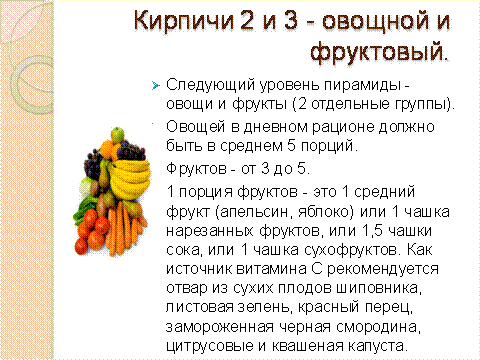 Кирпичи 2 и 3 - овощной и
фруктовый.
Следующий уровень пирамиды -
овощи и фрукты (2 отдельные группы).
Овощей в дневном рационе должно
быть в среднем 5 порций.
Фруктов - от 3 до 5.
1 порция фруктов - это 1 средний
фрукт (апельсин, яблоко) или 1 чашка
нарезанных фруктов, или 1,5 чашки
сока, или 1 чашка сухофруктов. Как
источник витамина С рекомендуется
отвар из сухих плодов шиповника,
листовая зелень, красный перец,
замороженная черная смородина,
цитрусовые и квашеная капуста.